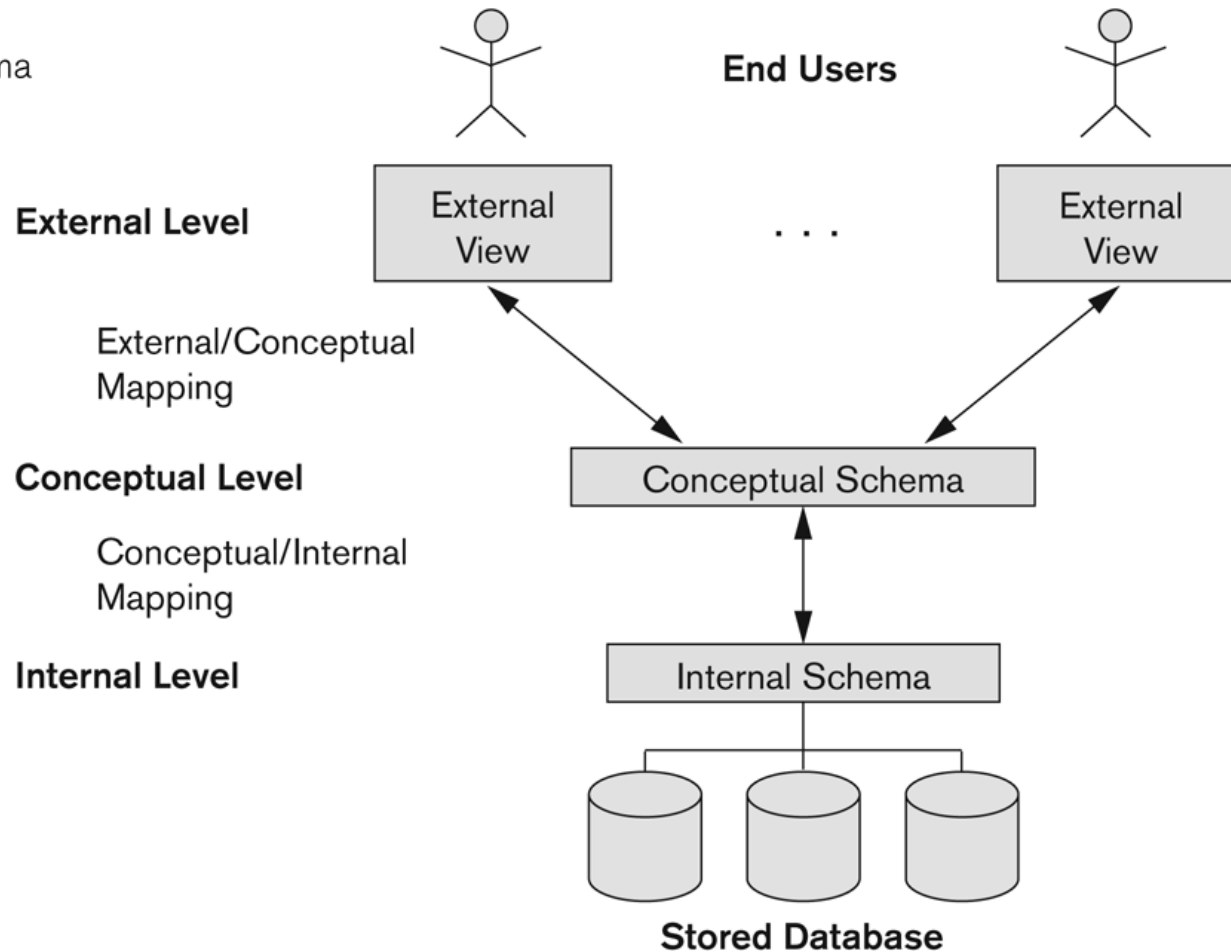 End Users
External
View
. . .
External
View
External Level
External/Conceptual
Mapping
Conceptual Level
Conceptual Schema
Conceptual/Internal
Mapping
Internal Level
Internal Schema
Stored Database